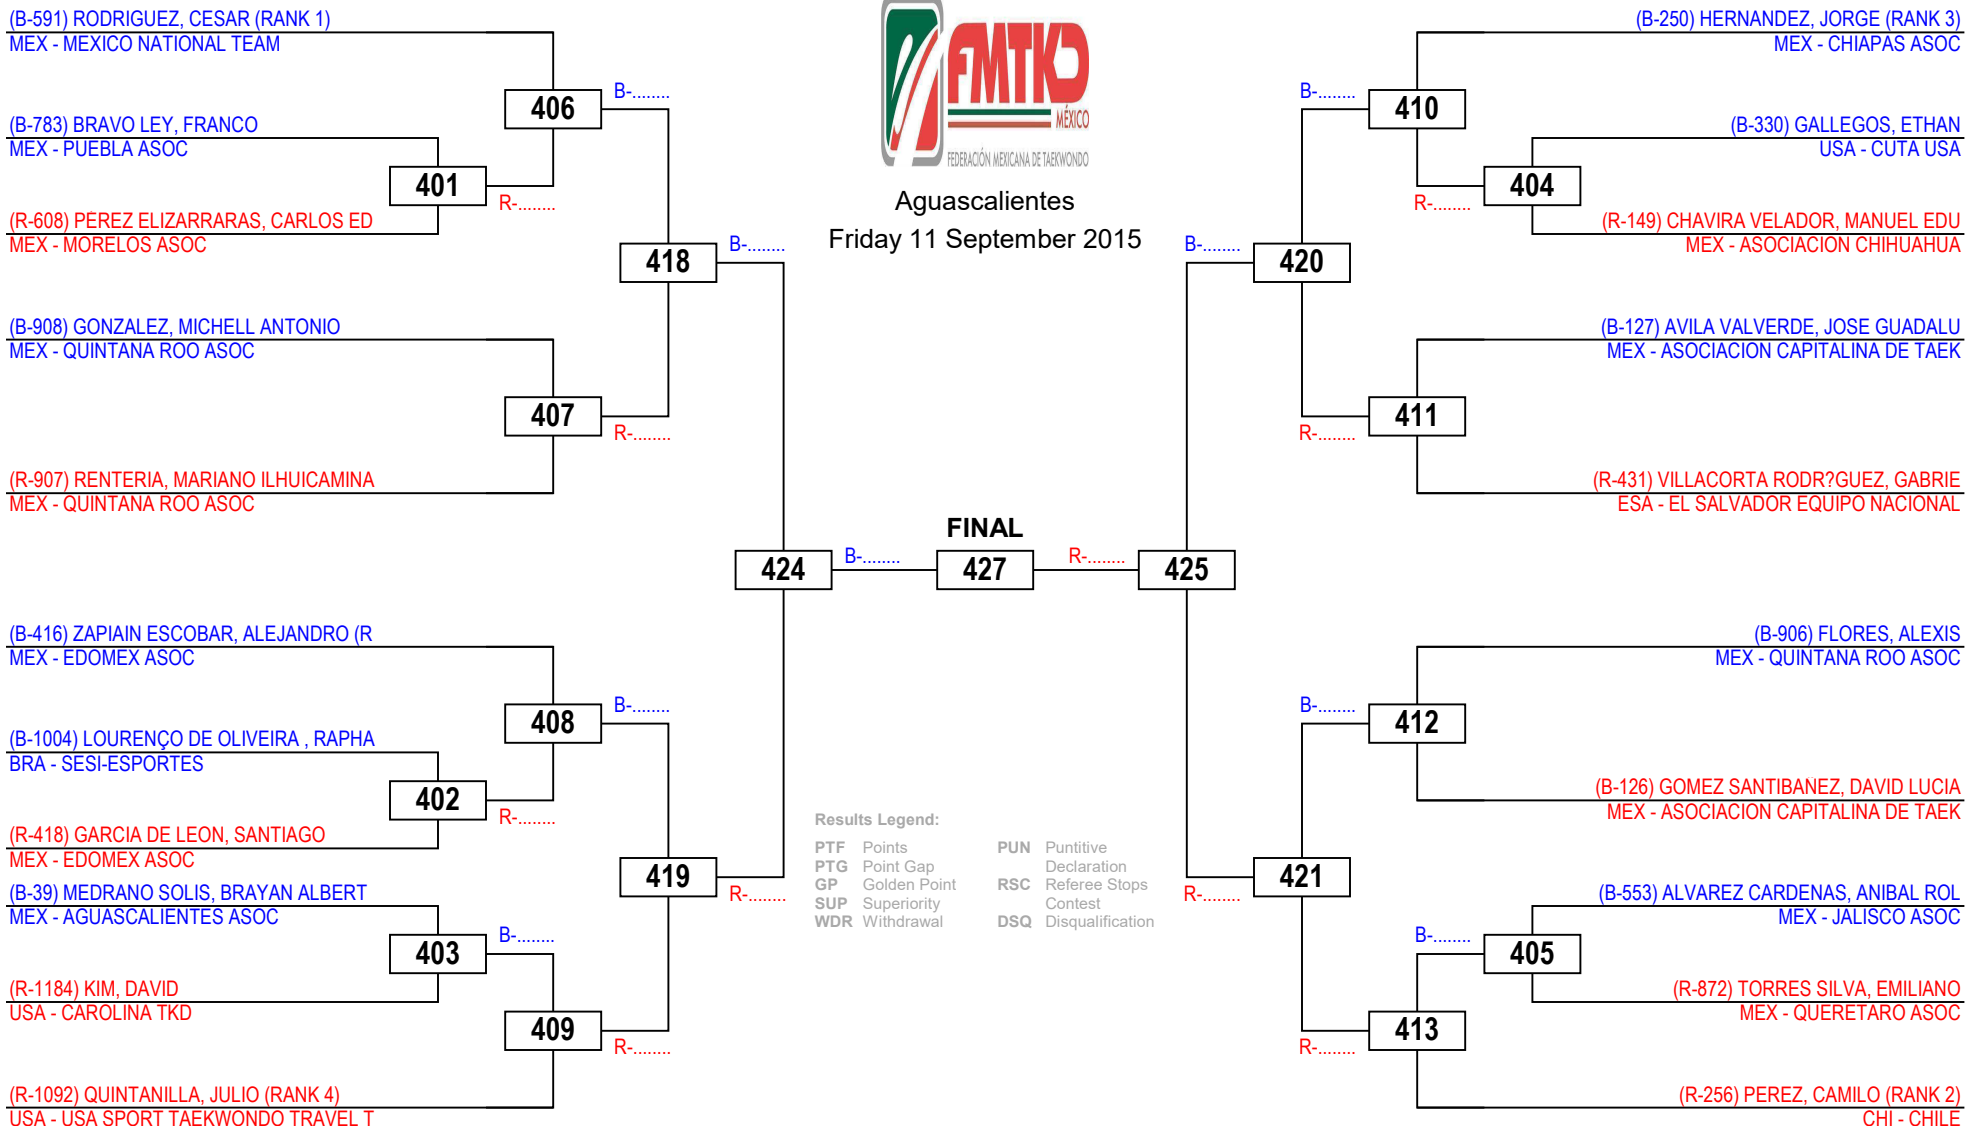 (B-591) RODRIGUEZ, CESAR (RANK 1)
MEX - MEXICO NATIONAL TEAM
406
B-........
(B-783) BRAVO LEY, FRANCO
MEX - PUEBLA ASOC
401
R-........
(R-608) PEREZ ELIZARRARAS, CARLOS ED
MEX - MORELOS ASOC
418
B-........
(B-908) GONZALEZ, MICHELL ANTONIO
MEX - QUINTANA ROO ASOC
407
R-........
(R-907) RENTERIA, MARIANO ILHUICAMINA
MEX - QUINTANA ROO ASOC
424
B-........
(B-416) ZAPIAIN ESCOBAR, ALEJANDRO (R
MEX - EDOMEX ASOC
408
B-........
(B-1004) LOURENÇO DE OLIVEIRA , RAPHA
BRA - SESI-ESPORTES
402
R-........
(R-418) GARCIA DE LEON, SANTIAGO
MEX - EDOMEX ASOC
419
R-........
(B-39) MEDRANO SOLIS, BRAYAN ALBERT
MEX - AGUASCALIENTES ASOC
403
B-........
(R-1184) KIM, DAVID
USA - CAROLINA TKD
409
R-........
(R-1092) QUINTANILLA, JULIO (RANK 4)
USA - USA SPORT TAEKWONDO TRAVEL T
FMTKD
MÉXICO
FEDERACIÓN MEXICANA DE TAEKWONDO
Aguascalientes
Friday 11 September 2015
FINAL
427
Results Legend:
PTF Points
PTG Point Gap
GP Golden Point
SUP Superiority
WDR Withdrawal
PUN Puntitive
Declaration
RSC Referee Stops
Contest
DSQ Disqualification
(B-250) HERNANDEZ, JORGE (RANK 3)
MEX - CHIAPAS ASOC
B-........
410
(B-330) GALLEGOS, ETHAN
USA - CUTA USA
404
R-........
(R-149) CHAVIRA VELADOR, MANUEL EDU
MEX - ASOCIACION CHIHUAHUA
B-........
420
(B-127) AVILA VALVERDE, JOSE GUADALU
MEX - ASOCIACION CAPITALINA DE TAEK
411
R-........
(R-431) VILLACORTA RODR?GUEZ, GABRIE
ESA - EL SALVADOR EQUIPO NACIONAL
R-........
425
(B-906) FLORES, ALEXIS
MEX - QUINTANA ROO ASOC
B-........
412
(B-126) GOMEZ SANTIBAÑEZ, DAVID LUCIA
MEX - ASOCIACION CAPITALINA DE TAEK
421
R-........
(B-553) ALVAREZ CARDENAS, ANIBAL ROL
MEX - JALISCO ASOC
B-........
405
(R-872) TORRES SILVA, EMILIANO
MEX - QUERETARO ASOC
413
R-........
(R-256) PEREZ, CAMILO (RANK 2)
CHI - CHILE